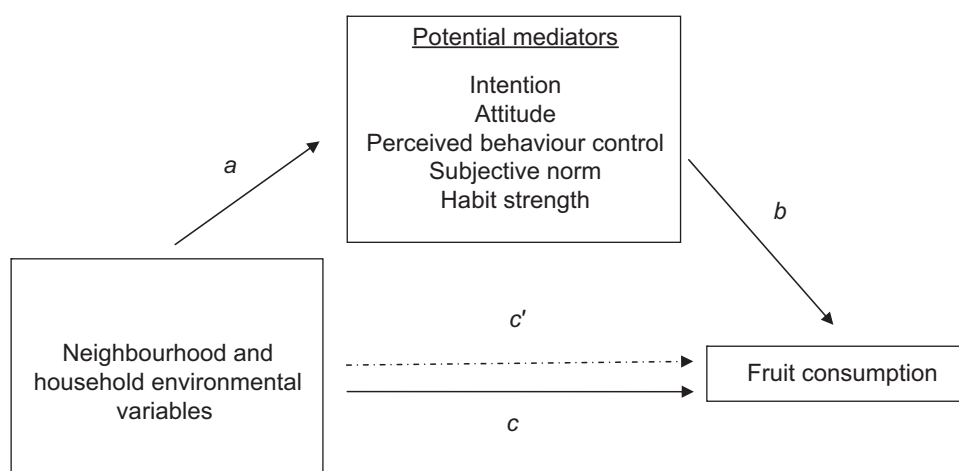 Potential mediators
Intention
Attitude
Perceived behaviour control
Subjective norm
Habit strength
a
b
Neighbourhood and
household environmental
variables
c′
Fruit consumption
c